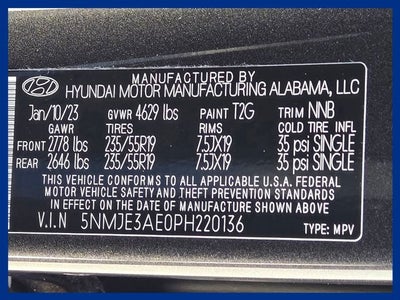 MANUFACTURED BY
HYUNDAI MOTOR MANUFACTURING ALABAMA, LLC
Jan/10/23 GVWR 4629 lbs PAINT T2G TRIM NNB
GAWR TIRES RIMS COLD TIRE INFL
FRONT 2778 lbs 235/55R19 7.5JX19 35 psi SINGLE
REAR 2646 lbs 235/55R19 7.5JX19 35 psi SINGLE
THIS VEHICLE CONFORMS TO ALL APPLICABLE U.S.A. FEDERAL
MOTOR VEHICLE SAFETY AND THEFT PREVENTION STANDARDS
IN EFFECT ON THE DATE OF MANUFACTURE SHOWN ABOVE
V.I.N 5NMJE3AE0PH220136 TYPE: MPV